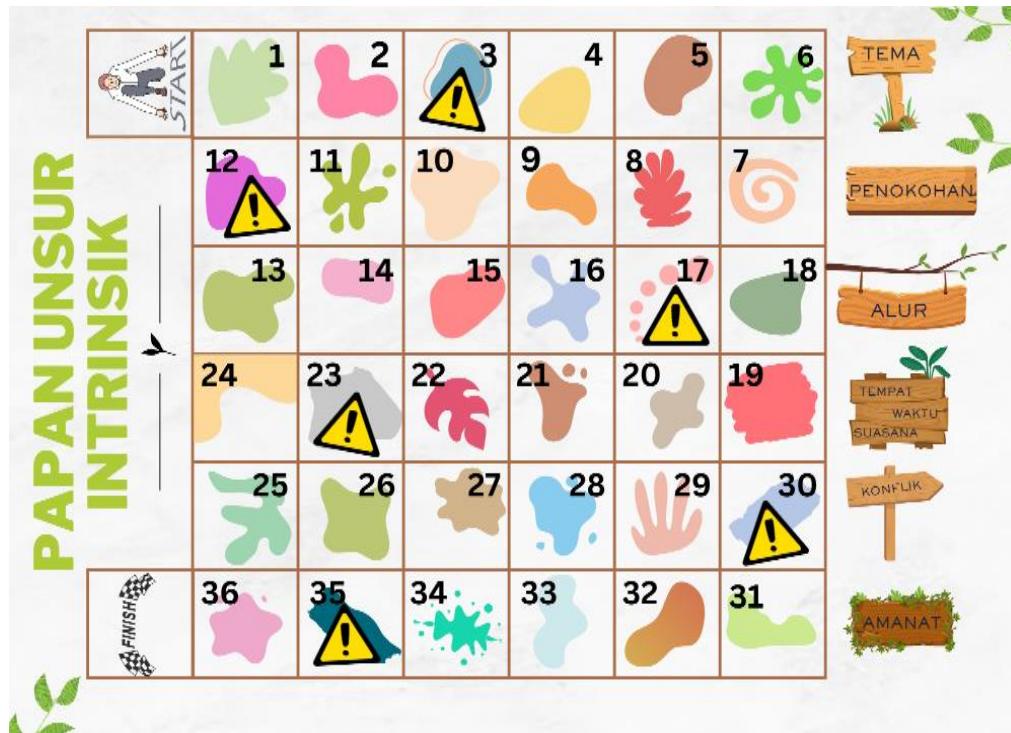 PAPAN UNSUR
INTRINSIK
START
1 2 3 4 5 6
TEMA
12 11 10 9 8 7
PENOKOHAN
13 14 15 16 17 18
ALUR
24 23 22 21 20 19
TEMPAT
WAKTU
SUASANA
25 26 27 28 29 30
KONFLIK
FINISH
36 35 34 33 32 31
AMANAT